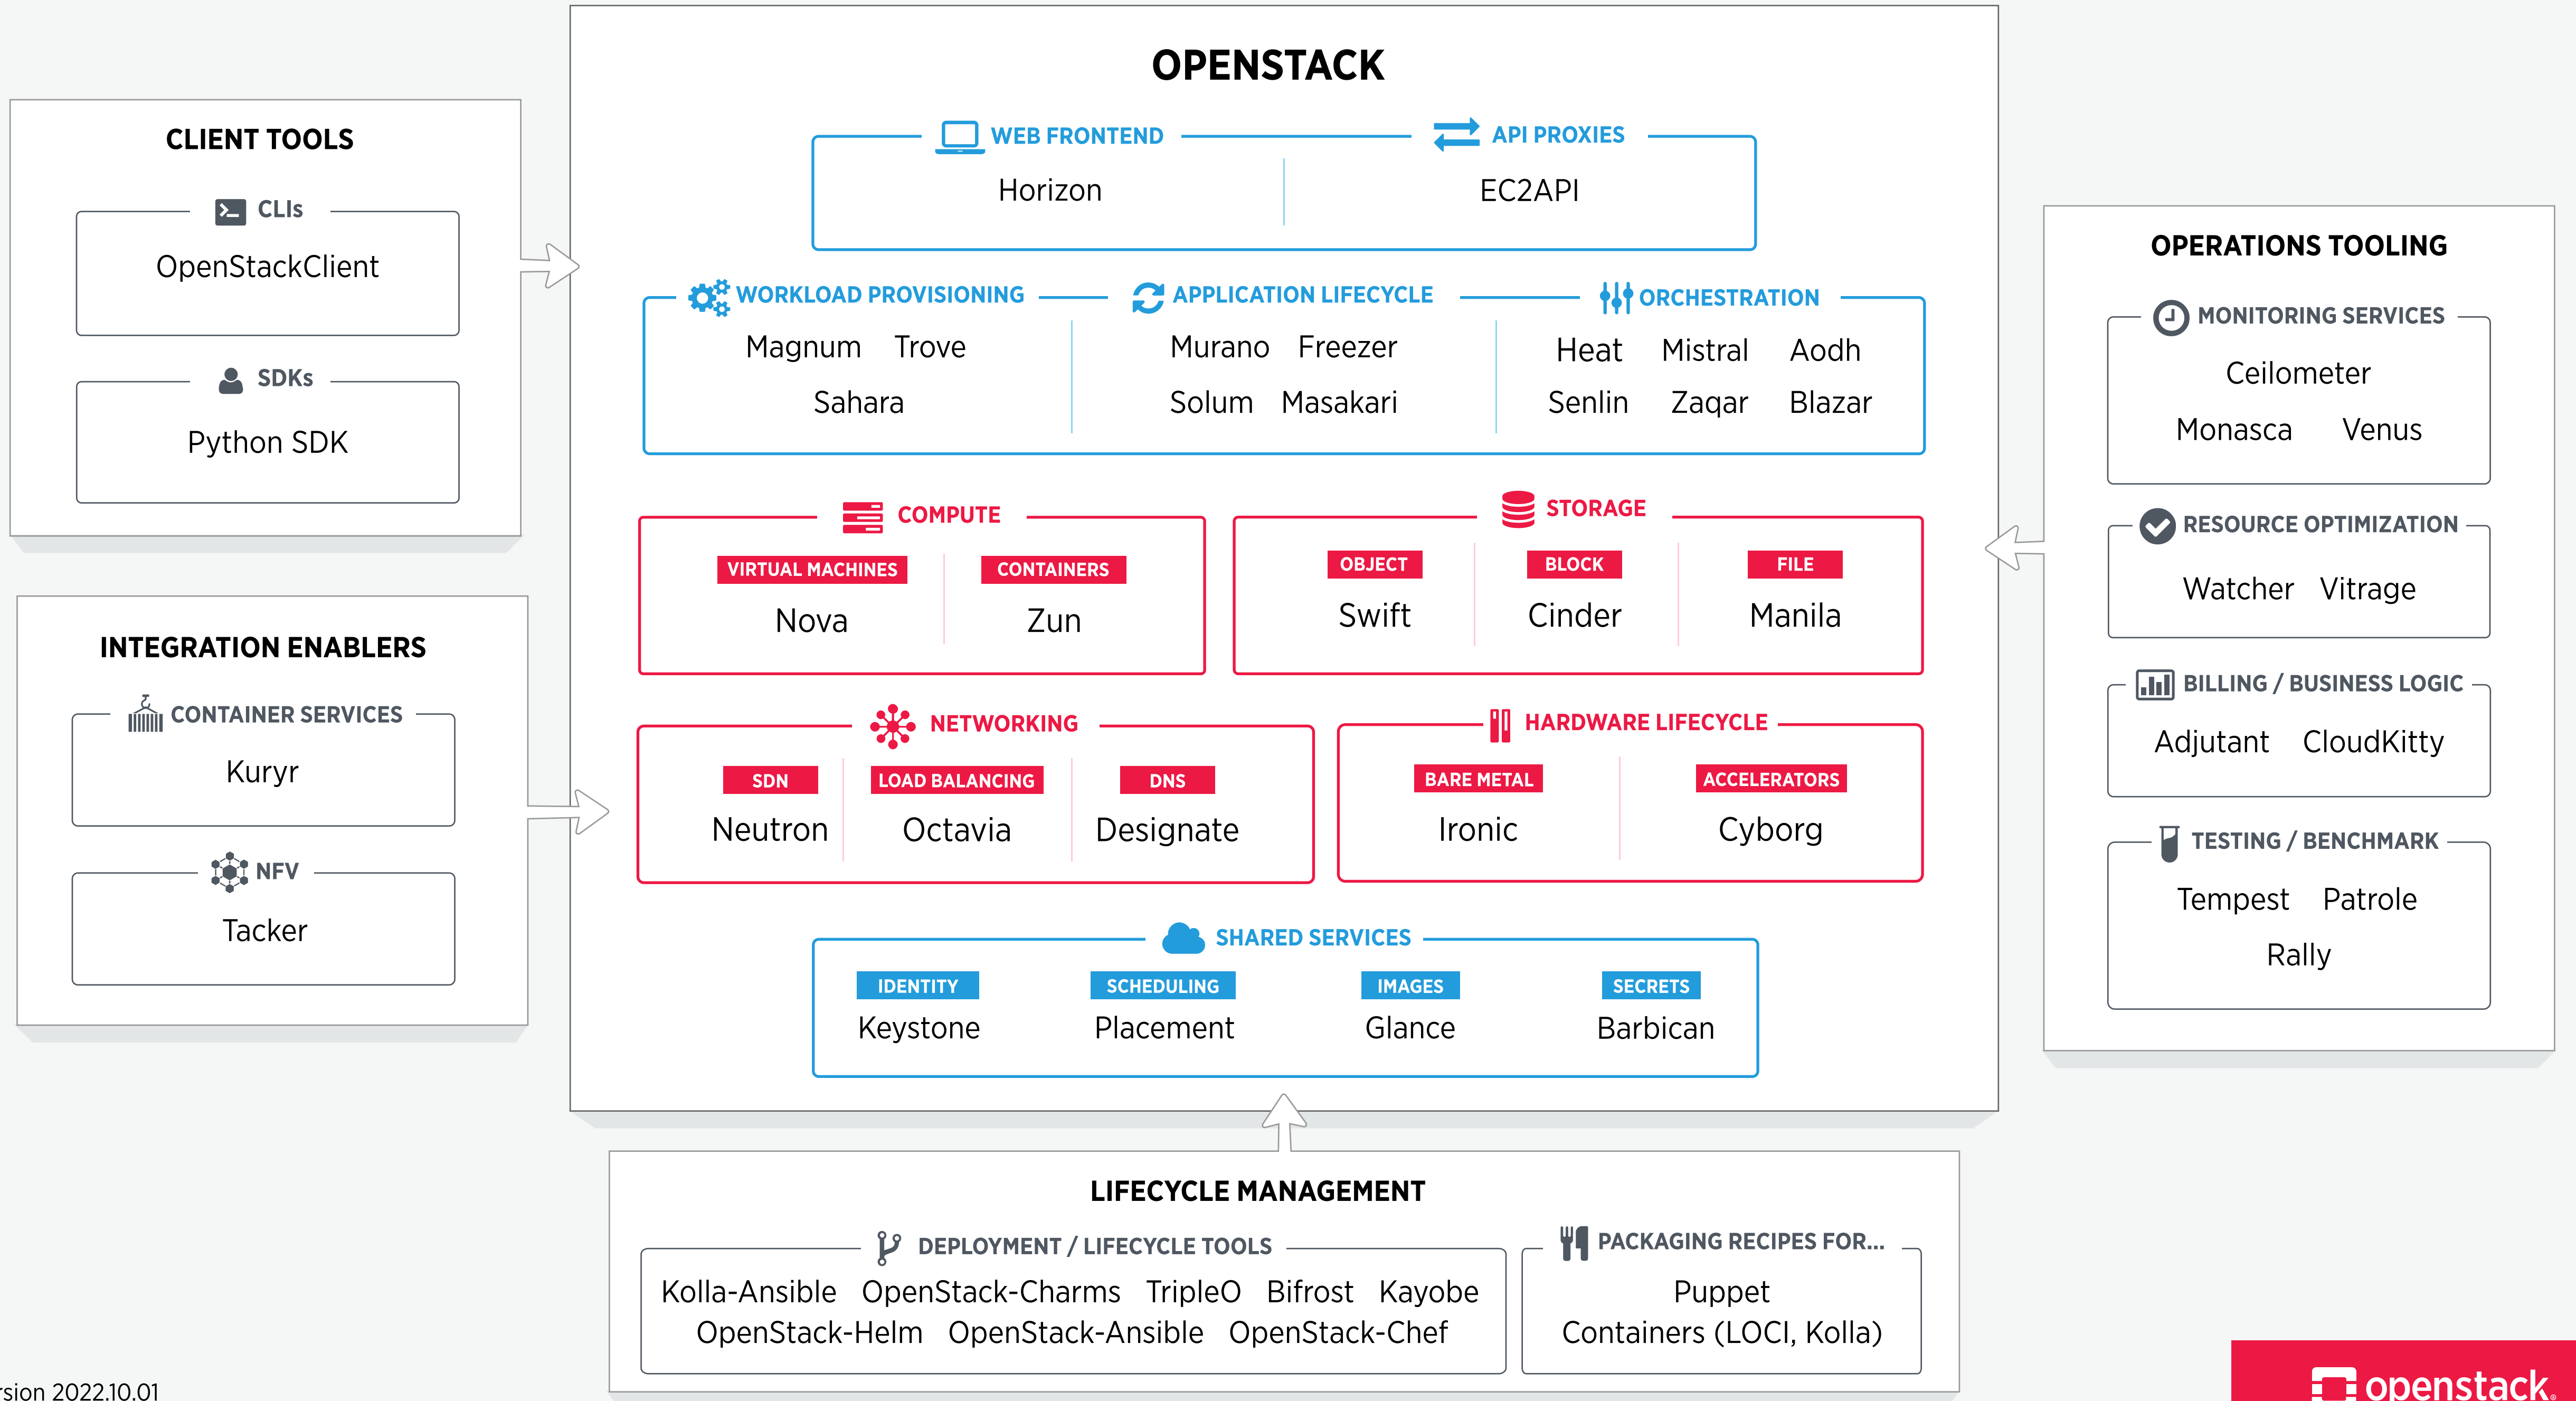 OPENSTACK
WEB FRONTEND
Horizon
API PROXIES
EC2API
WORKLOAD PROVISIONING
Magnum Trove
Sahara
APPLICATION LIFECYCLE
Murano Freezer
Solum Masakari
ORCHESTRATION
Heat Mistral Aodh
Senlin Zaqar Blazar
COMPUTE
VIRTUAL MACHINES
Nova
CONTAINERS
Zun
STORAGE
OBJECT
Swift
BLOCK
Cinder
FILE
Manila
NETWORKING
SDN
Neutron
LOAD BALANCING
Octavia
DNS
Designate
HARDWARE LIFECYCLE
BARE METAL
Ironic
ACCELERATORS
Cyborg
SHARED SERVICES
IDENTITY
Keystone
SCHEDULING
Placement
IMAGES
Glance
SECRETS
Barbican
CLIENT TOOLS
CLIs
OpenStackClient
SDKs
Python SDK
INTEGRATION ENABLERS
CONTAINER SERVICES
Kuryr
NFV
Tacker
OPERATIONS TOOLING
MONITORING SERVICES
Ceilometer
Monasca Venus
RESOURCE OPTIMIZATION
Watcher Vitrage
BILLING / BUSINESS LOGIC
Adjutant CloudKitty
TESTING / BENCHMARK
Tempest Patrole
Rally
LIFECYCLE MANAGEMENT
DEPLOYMENT / LIFECYCLE TOOLS
Kolla-Ansible OpenStack-Charms TripleO Bifrost Kayobe
OpenStack-Helm OpenStack-Ansible OpenStack-Chef
PACKAGING RECIPES FOR...
Puppet
Containers (LOCI, Kolla)
rsion 2022.10.01
openstack®